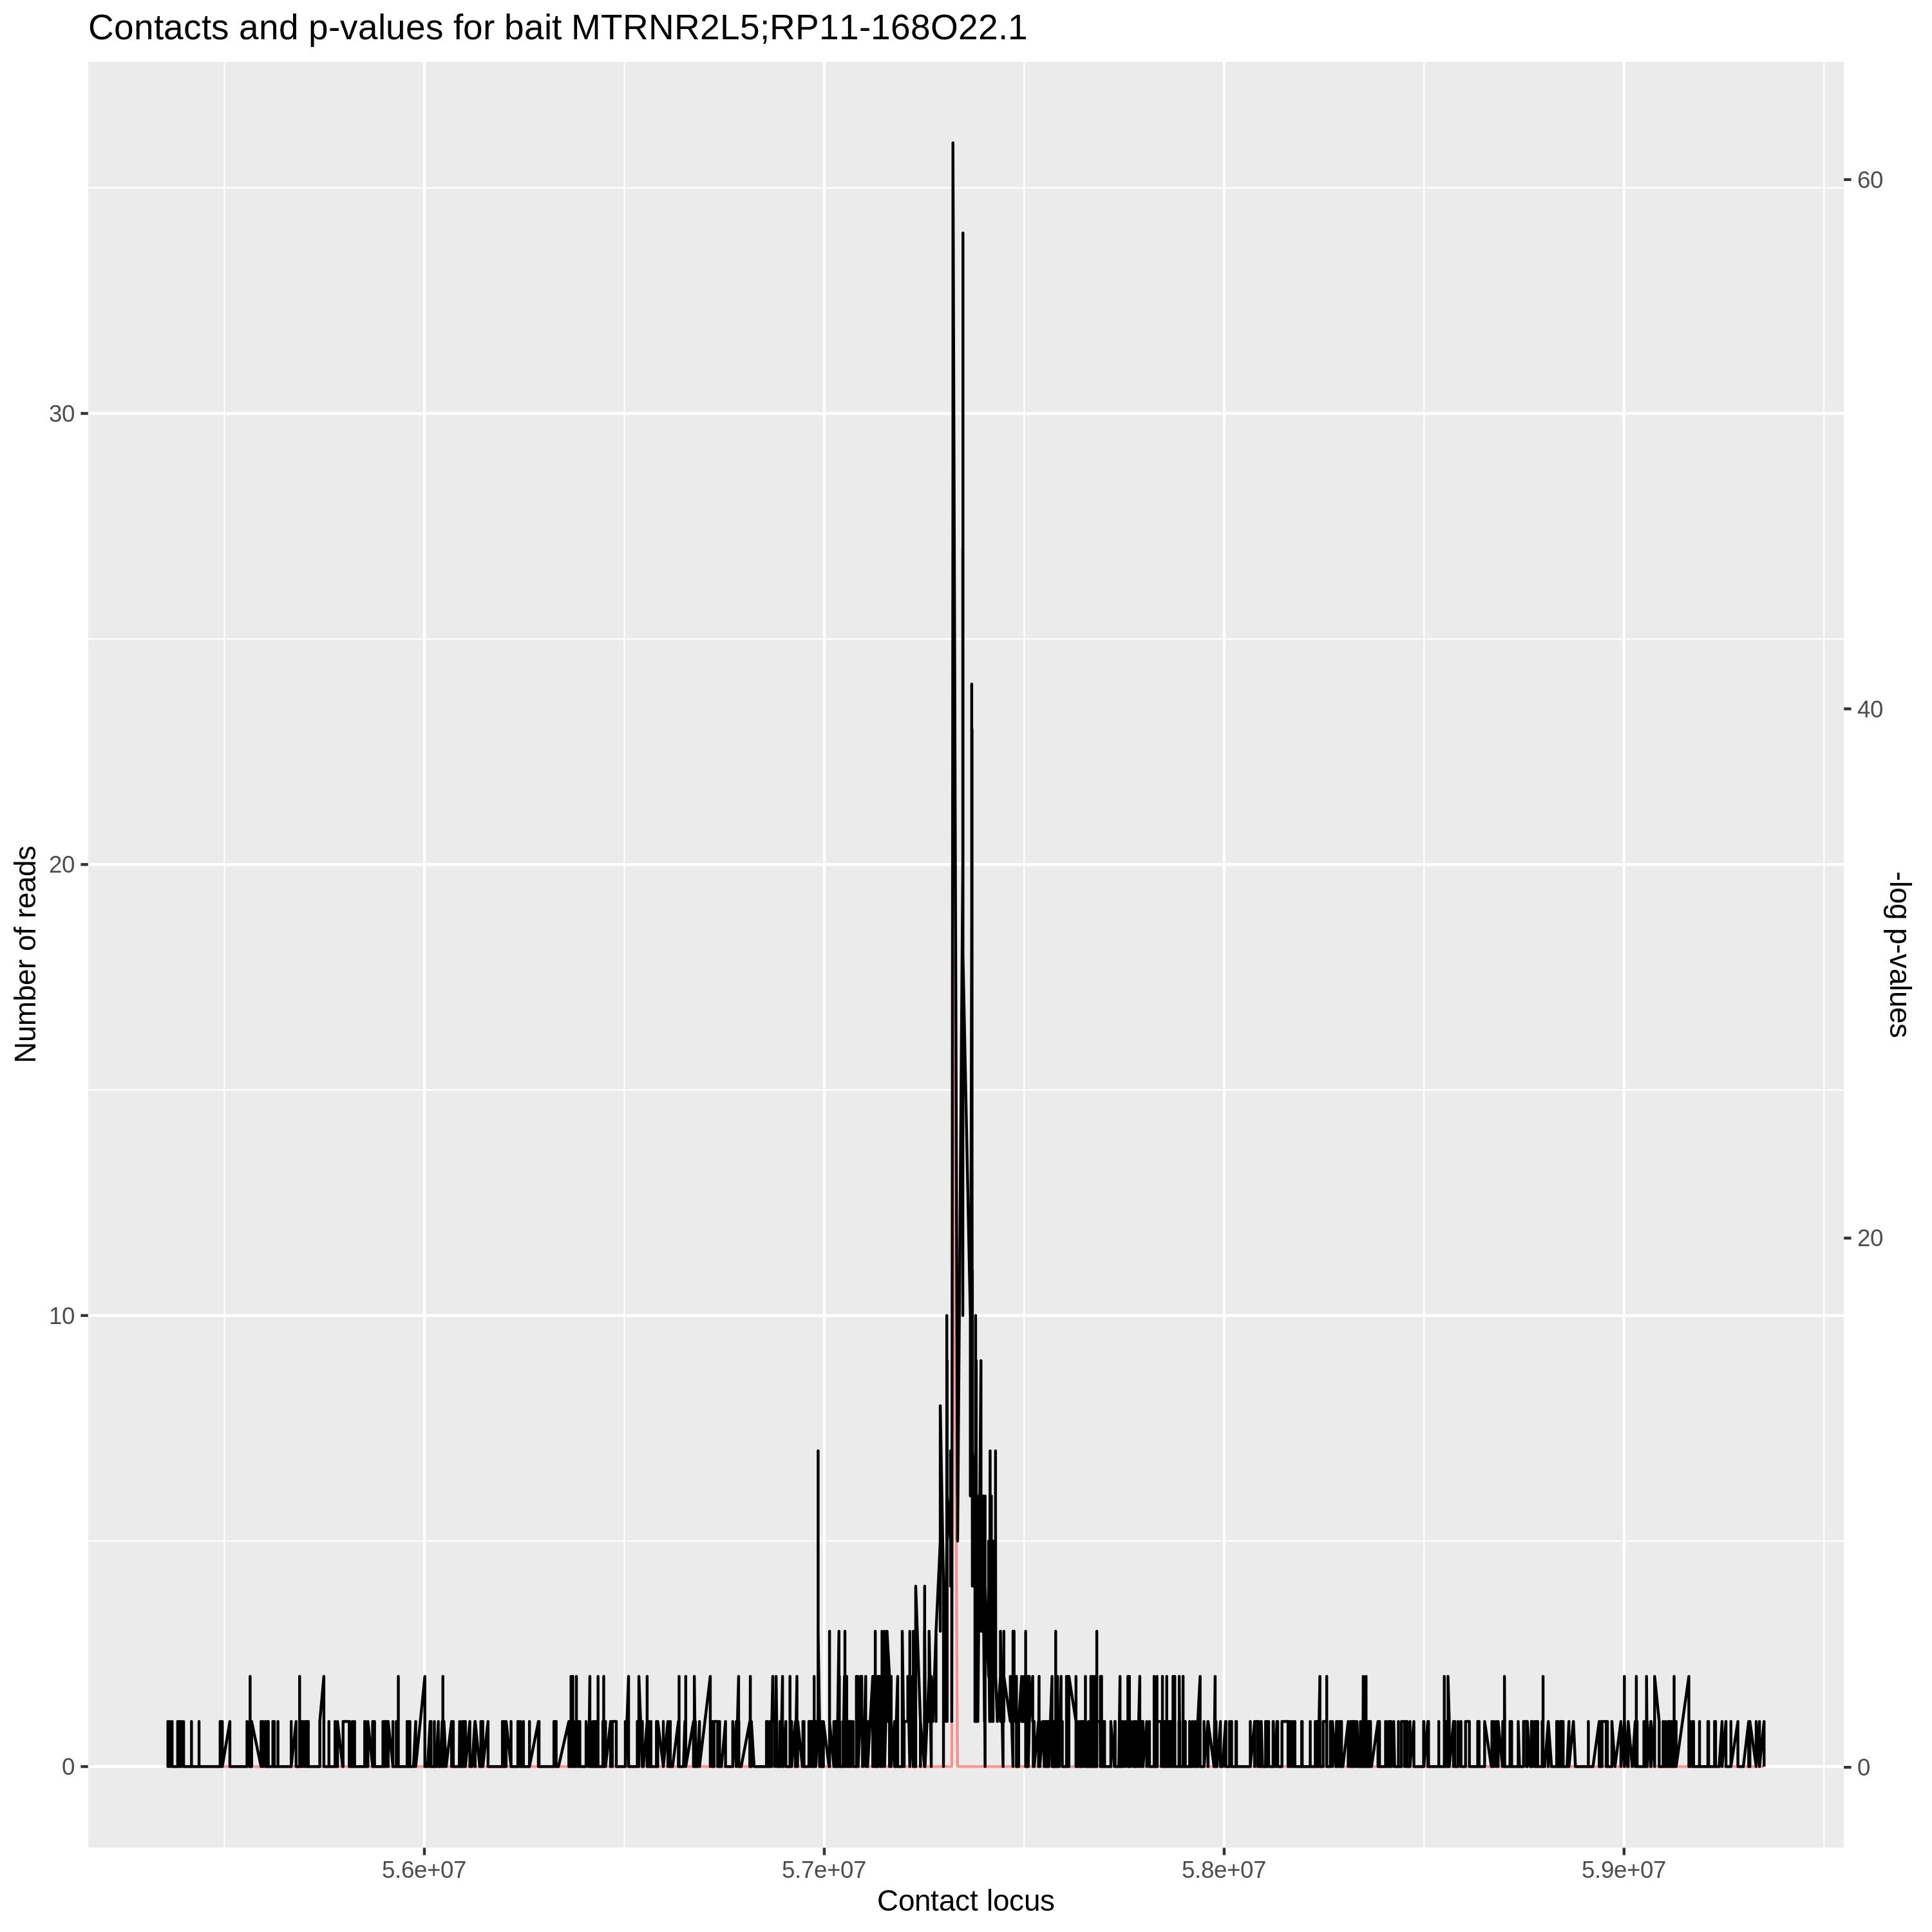 Contacts and p-values for bait MTRNR2L5;RP11-168O22.1
60
30
40
20
Number of reads
-log p-values
20
10
0
0
5.6e+07 5.7e+07 5.8e+07 5.9e+07
Contact locus